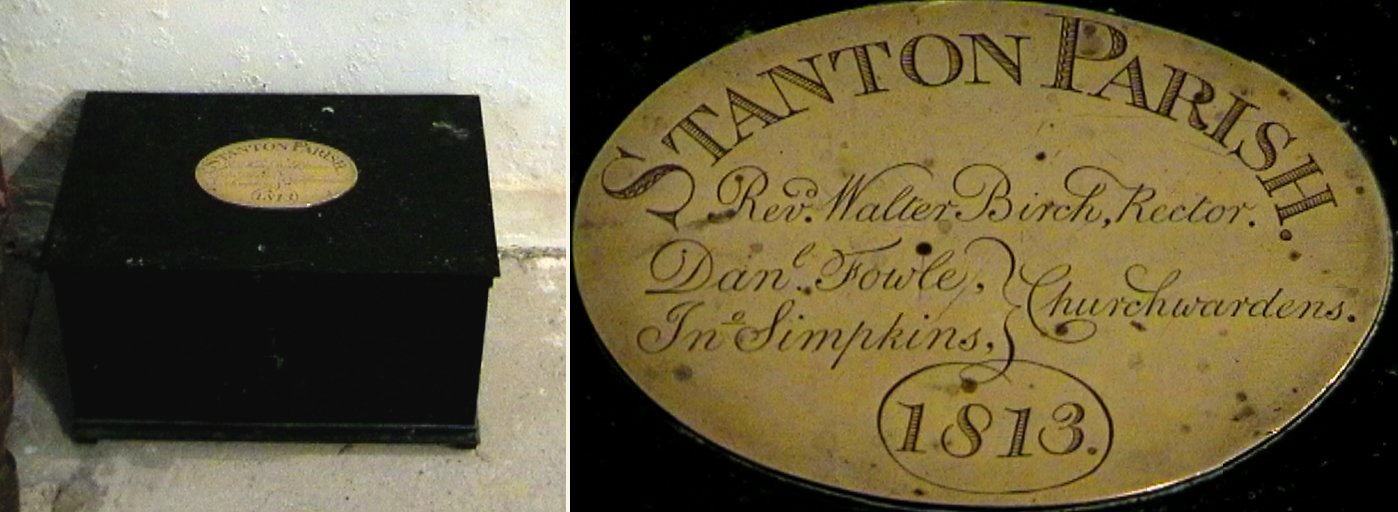 STANTON PARISH.
Revd. Walter Birch, Rector.
Danl. Fowle,
Jno Simpkins,
Churchwardens.
1813.